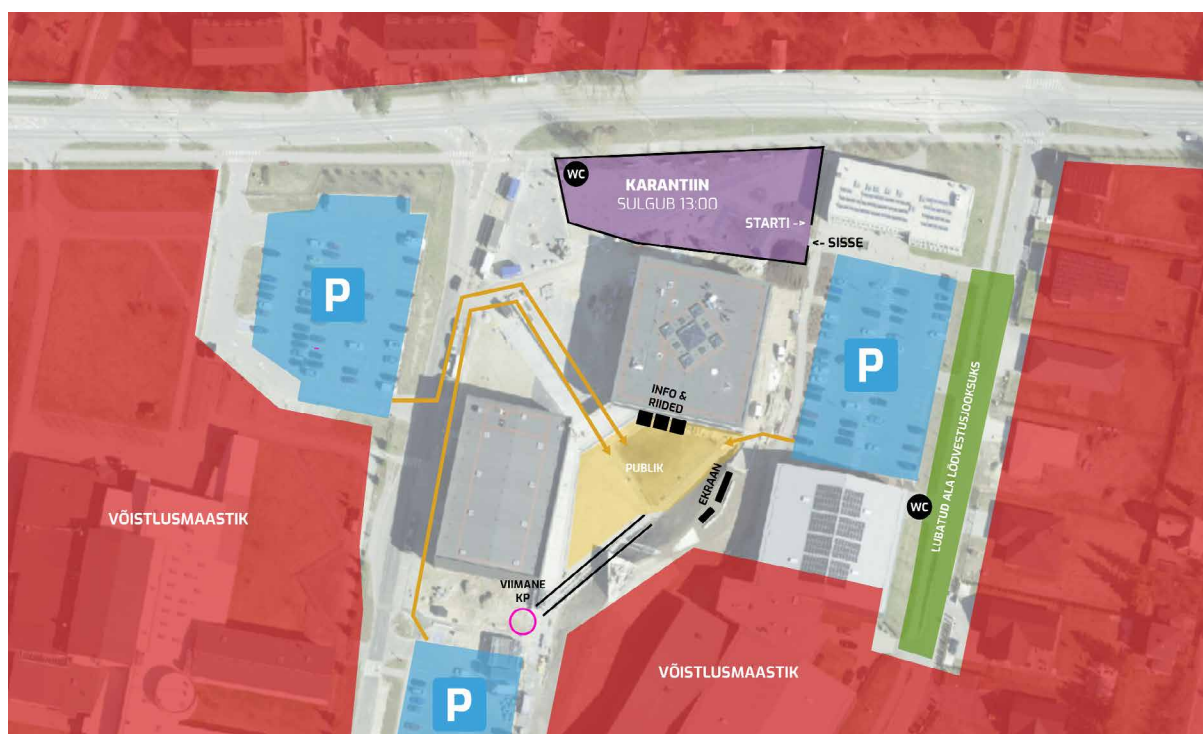 WC
KARANTIIN
SULGUB 13:00
STARTI ->
<- SISSE
P
P
INFO &
RIIDED
PUBLIK
EKRAAN
WC
LUBATUD ALA LÕDVESTUSJOOKSUKS
VÕISTLUSMAASTIK
VIIMANE
KP
VÕISTLUSMAASTIK
P